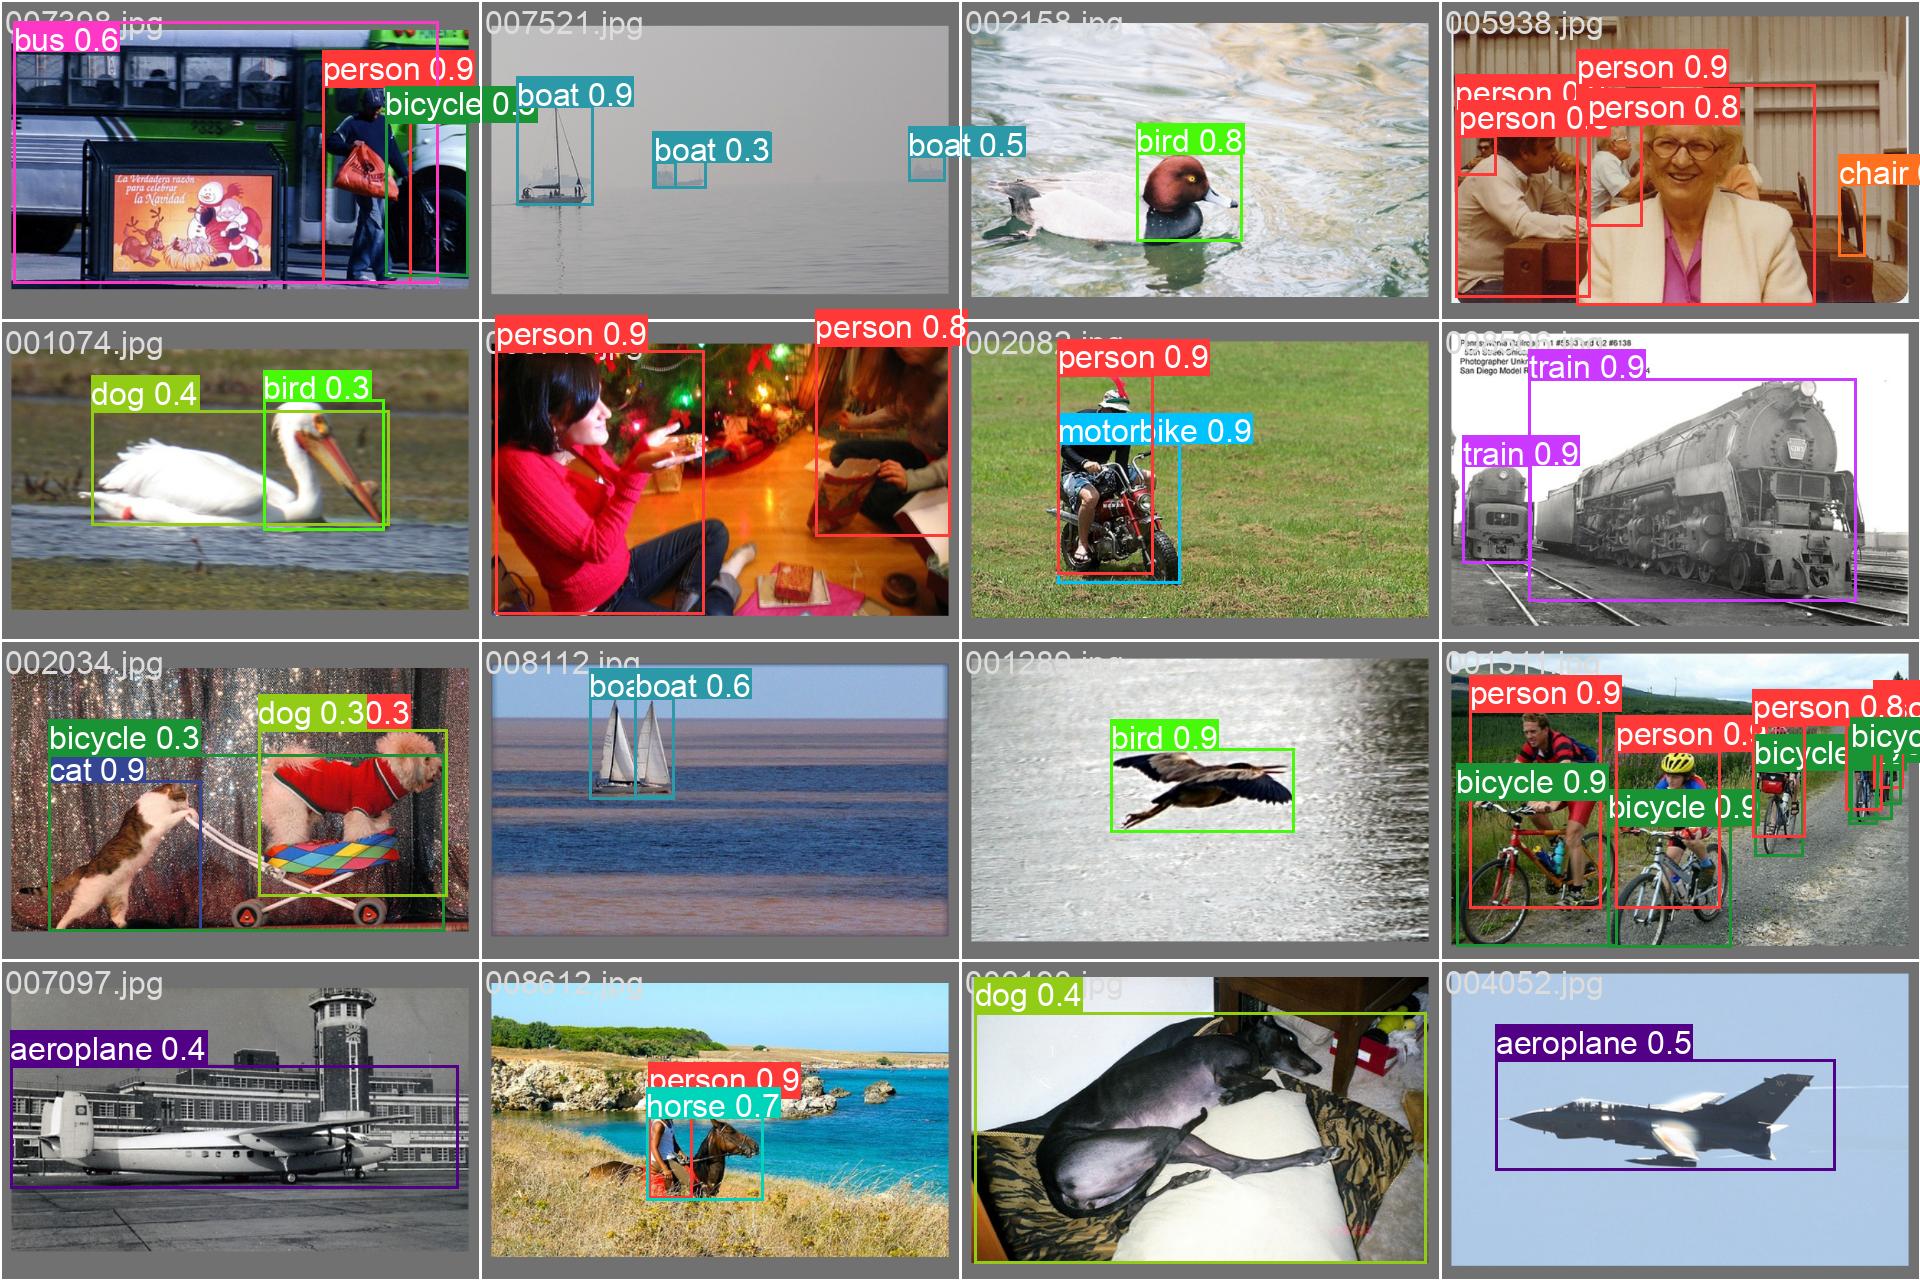 007398.jpg
bus 0.6
person 0.9
bicycle 0.3
La Verdadera razón
para celebrar
la Navidad
007521.jpg
boat 0.9
boat 0.3
boat 0.5
002158.jpg
bird 0.8
005938.jpg
person 0.9
person 0.8
person
person
chair
001074.jpg
dog 0.4
bird 0.3
person 0.9
person 0.8
person 0.9
motorbike 0.9
San Diego Model
train 0.9
train 0.9
002034.jpg
bicycle 0.3
cat 0.9
dog 0.3
0.3
008112.jpg
boat 0.6
001289.jpg
bird 0.9
001311.jpg
person 0.9
person 0.9
person 0.8
bicycle 0.9
bicycle 0.9
bicycle
007097.jpg
aeroplane 0.4
008612.jpg
person 0.9
horse 0.7
dog 0.4
004052.jpg
aeroplane 0.5